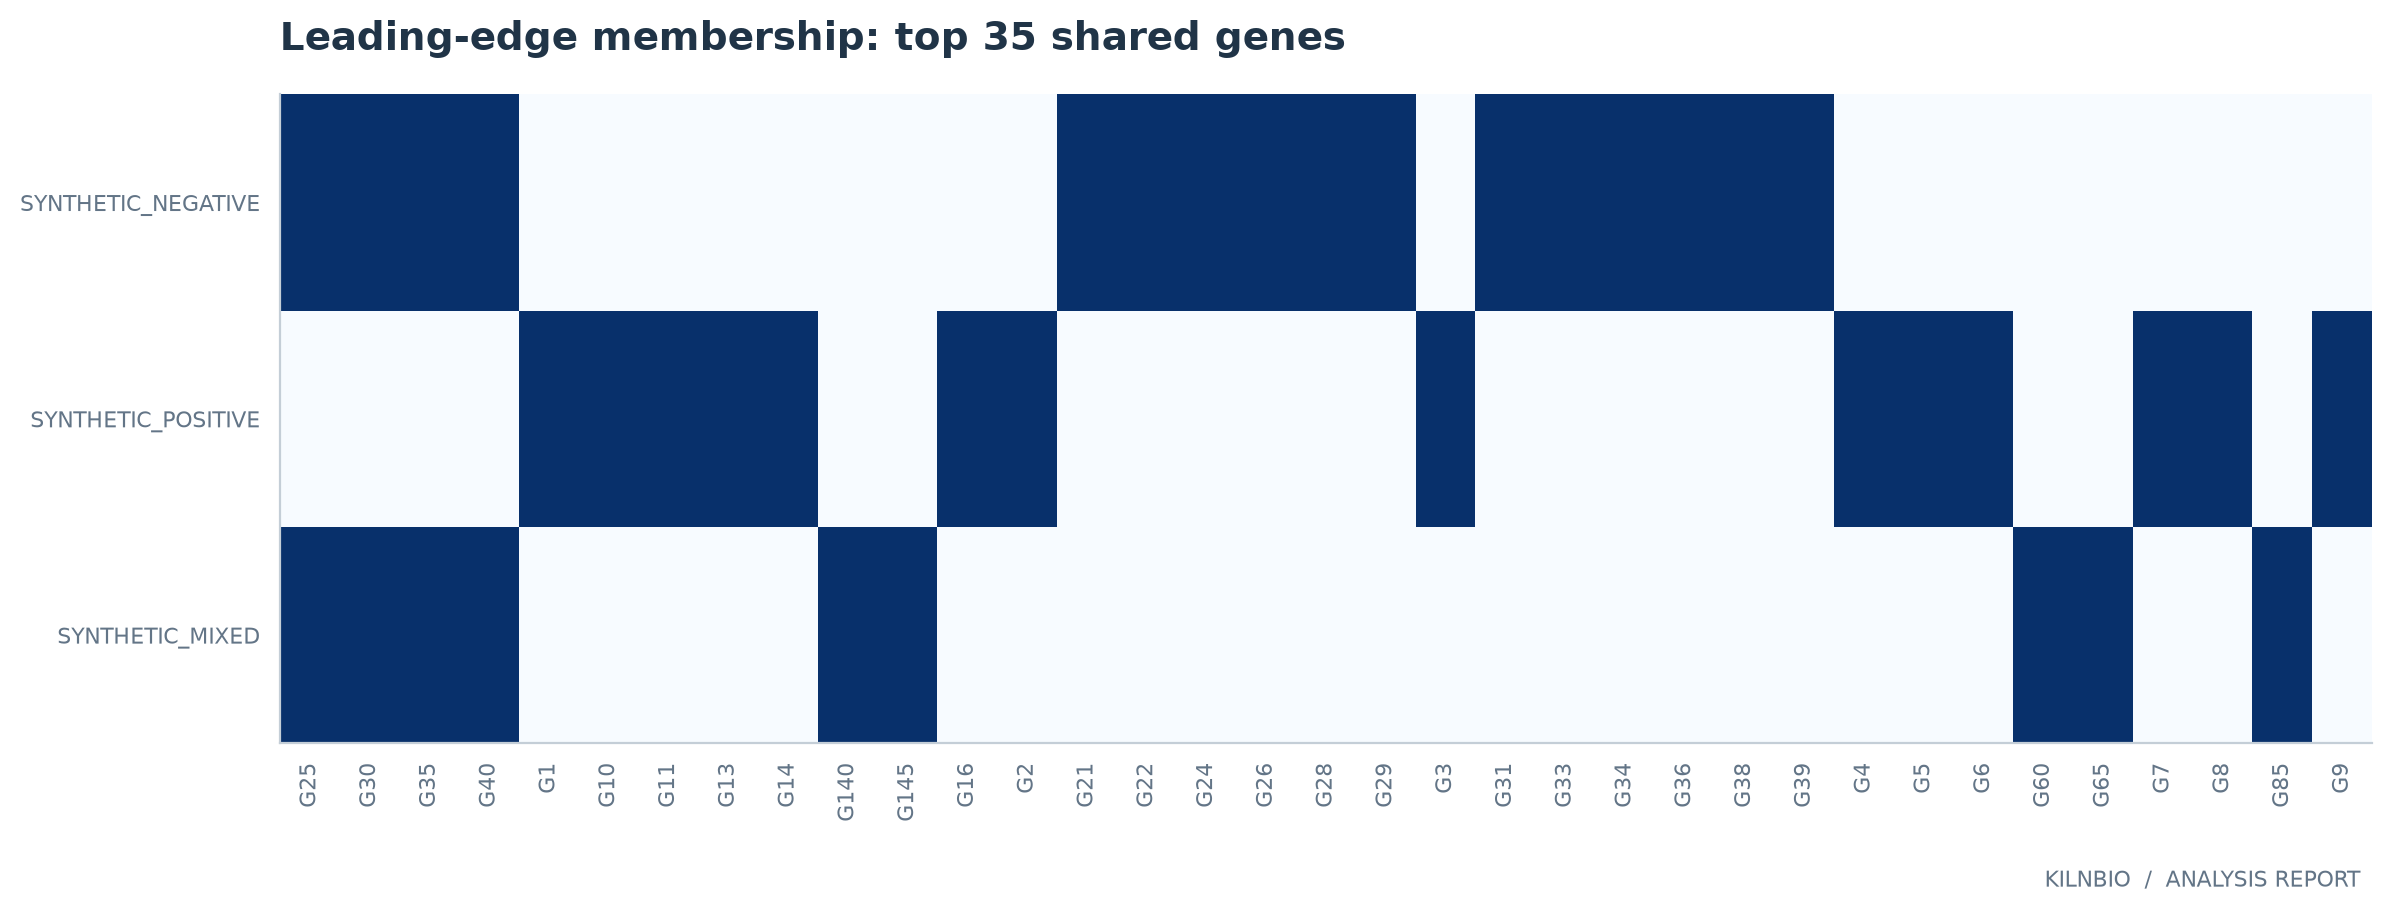 Leading-edge membership: top 35 shared genes
SYNTHETIC_NEGATIVE
SYNTHETIC_POSITIVE
SYNTHETIC_MIXED
G25 G30 G35 G40 G1 G10 G11 G13 G14 G140 G145 G16 G2 G21 G22 G24 G26 G28 G29 G3 G31 G33 G34 G36 G38 G39 G4 G5 G6 G60 G65 G7 G8 G85 G9
KILNBIO / ANALYSIS REPORT